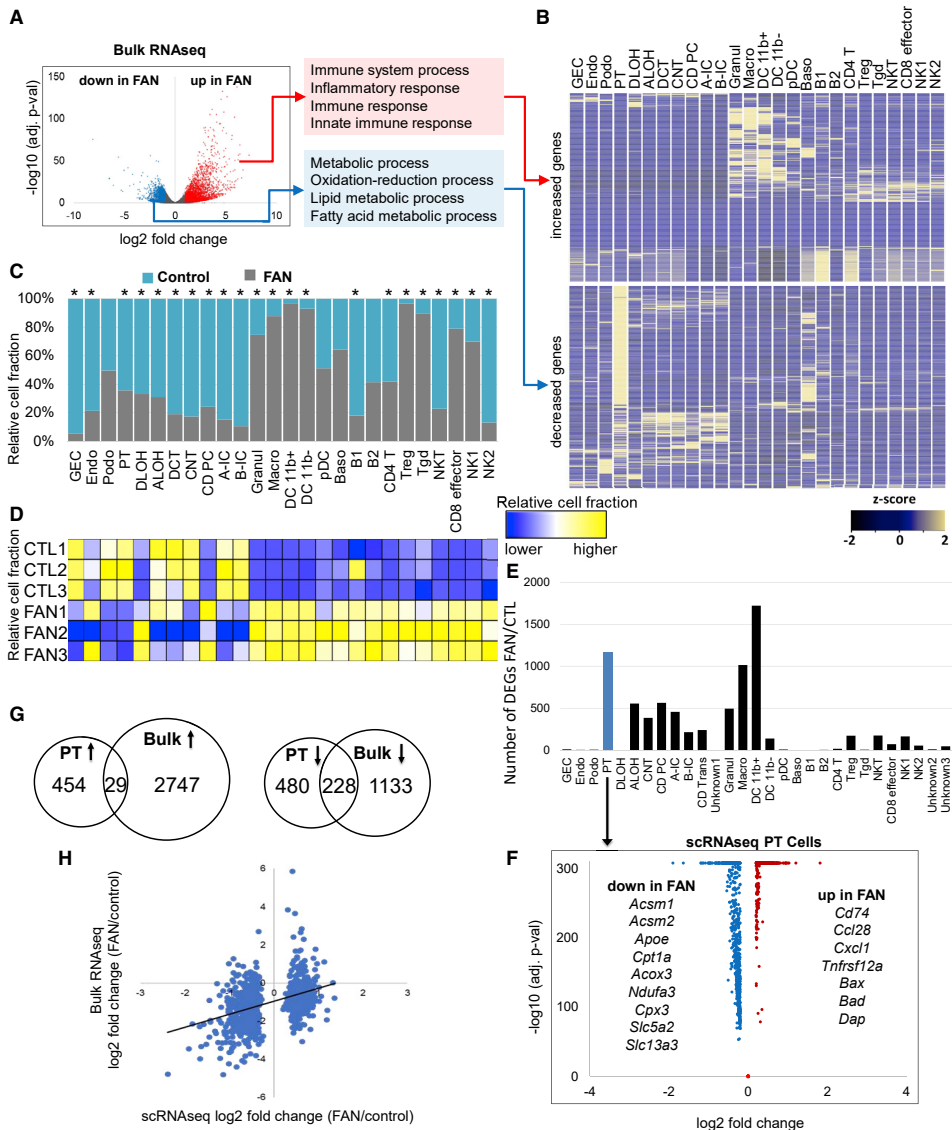 A
Bulk RNAseq
down in FAN
up in FAN
-log10 (adj. p-val)
150
100
50
0
-10
-5
0
5
10
log2 fold change
Immune system process
Inflammatory response
Immune response
Innate immune response
Metabolic process
Oxidation-reduction process
Lipid metabolic process
Fatty acid metabolic process
B
GEC
Endo
Podo
PT
DLOH
ALOH
DCT
CNT
CD PC
A-IC
B-IC
Granul
Macro
DC 11b+
DC 11b-
pDC
Baso
B1
B2
CD4 T
Treg
Tgd
NKT
CD8 effector
NK1
NK2
increased genes
decreased genes
z-score
-2
0
2
C
Control
FAN
* * * * * * * * * * * * * * * * * * * * *
Relative cell fraction
100%
80%
60%
40%
20%
0%
GEC
Endo
Podo
PT
DLOH
ALOH
DCT
CNT
CD PC
A-IC
B-IC
Granul
Macro
DC 11b+
DC 11b-
pDC
Baso
B1
B2
CD4 T
Treg
Tgd
NKT
CD8 effector
NK1
NK2
Relative cell fraction
lower
higher
D
Relative cell fraction
CTL1
CTL2
CTL3
FAN1
FAN2
FAN3
E
Number of DEGs FAN/CTL
2000
1500
1000
500
0
GEC
Endo
Podo
PT
DLOH
ALOH
CNT
CD PC
A-IC
B-IC
CD Trans
Unknown1
Granul
Macro
DC 11b+
DC 11b-
pDC
Baso
B1
B2
CD4 T
Treg
Tgd
NKT
CD8 effector
NK1
NK2
Unknown2
Unknown3
G
PT
Bulk
454
29
2747
PT
Bulk
480
228
1133
H
Bulk RNAseq
log2 fold change (FAN/control)
6
4
2
0
-2
-4
-6
-3
-2
-1
0
1
2
3
scRNAseq log2 fold change (FAN/control)
scRNAseq PT Cells
F
-log10 (adj. p-val)
300
200
100
0
down in FAN
Acsm1
Acsm2
Apoe
Cpt1a
Acox3
Ndufa3
Cpx3
Slc5a2
Slc13a3
up in FAN
Cd74
Ccl28
Cxcl1
Tnfrsf12a
Bax
Bad
Dap
-4
-2
0
2
4
log2 fold change